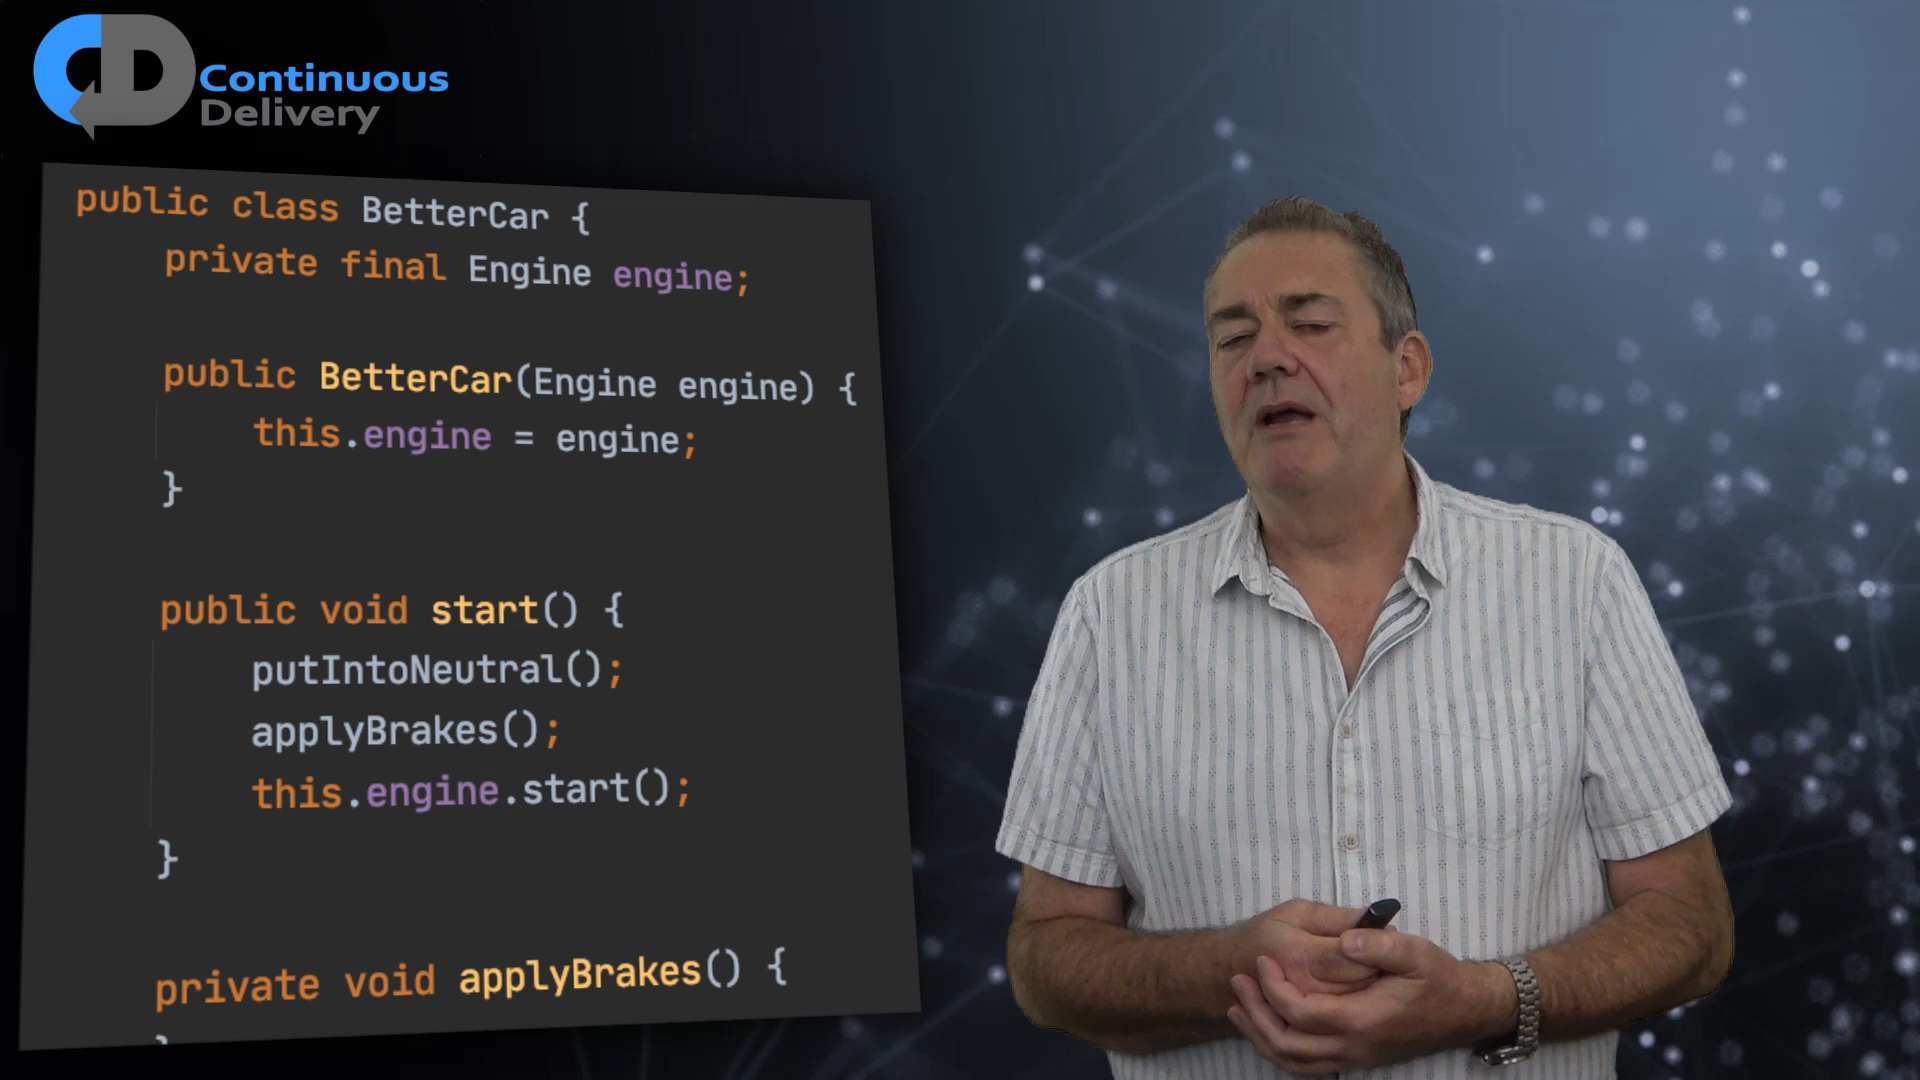 Continuous
Delivery
public class BetterCar {
private final Engine engine;
public BetterCar(Engine engine) {
this.engine = engine;
}
public void start() {
putIntoNeutral();
applyBrakes();
this.engine.start();
}
private void applyBrakes() {
}